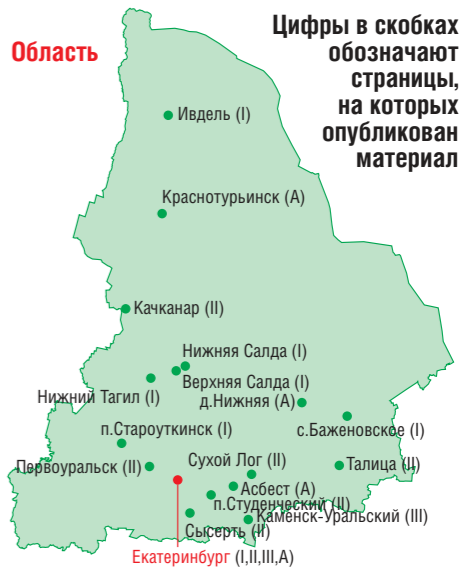 Область
Цифры в скобках
обозначают
страницы,
на которых
опубликован
материал
Ивдель (I)
Краснотурьинск (А)
Качканар (II)
Нижняя Салда (I)
Верхняя Салда (I)
Нижний Тагил (I)
д.Нижняя (А)
с.Баженовское (I)
п.Староуткинск (I)
Сухой Лог (II)
Талица (II)
Первоуральск (II)
Асбест (А)
п.Студенческий (II)
Каменск-Уральский (III)
Сысерть (II)
Екатеринбург (I,II,III,А)